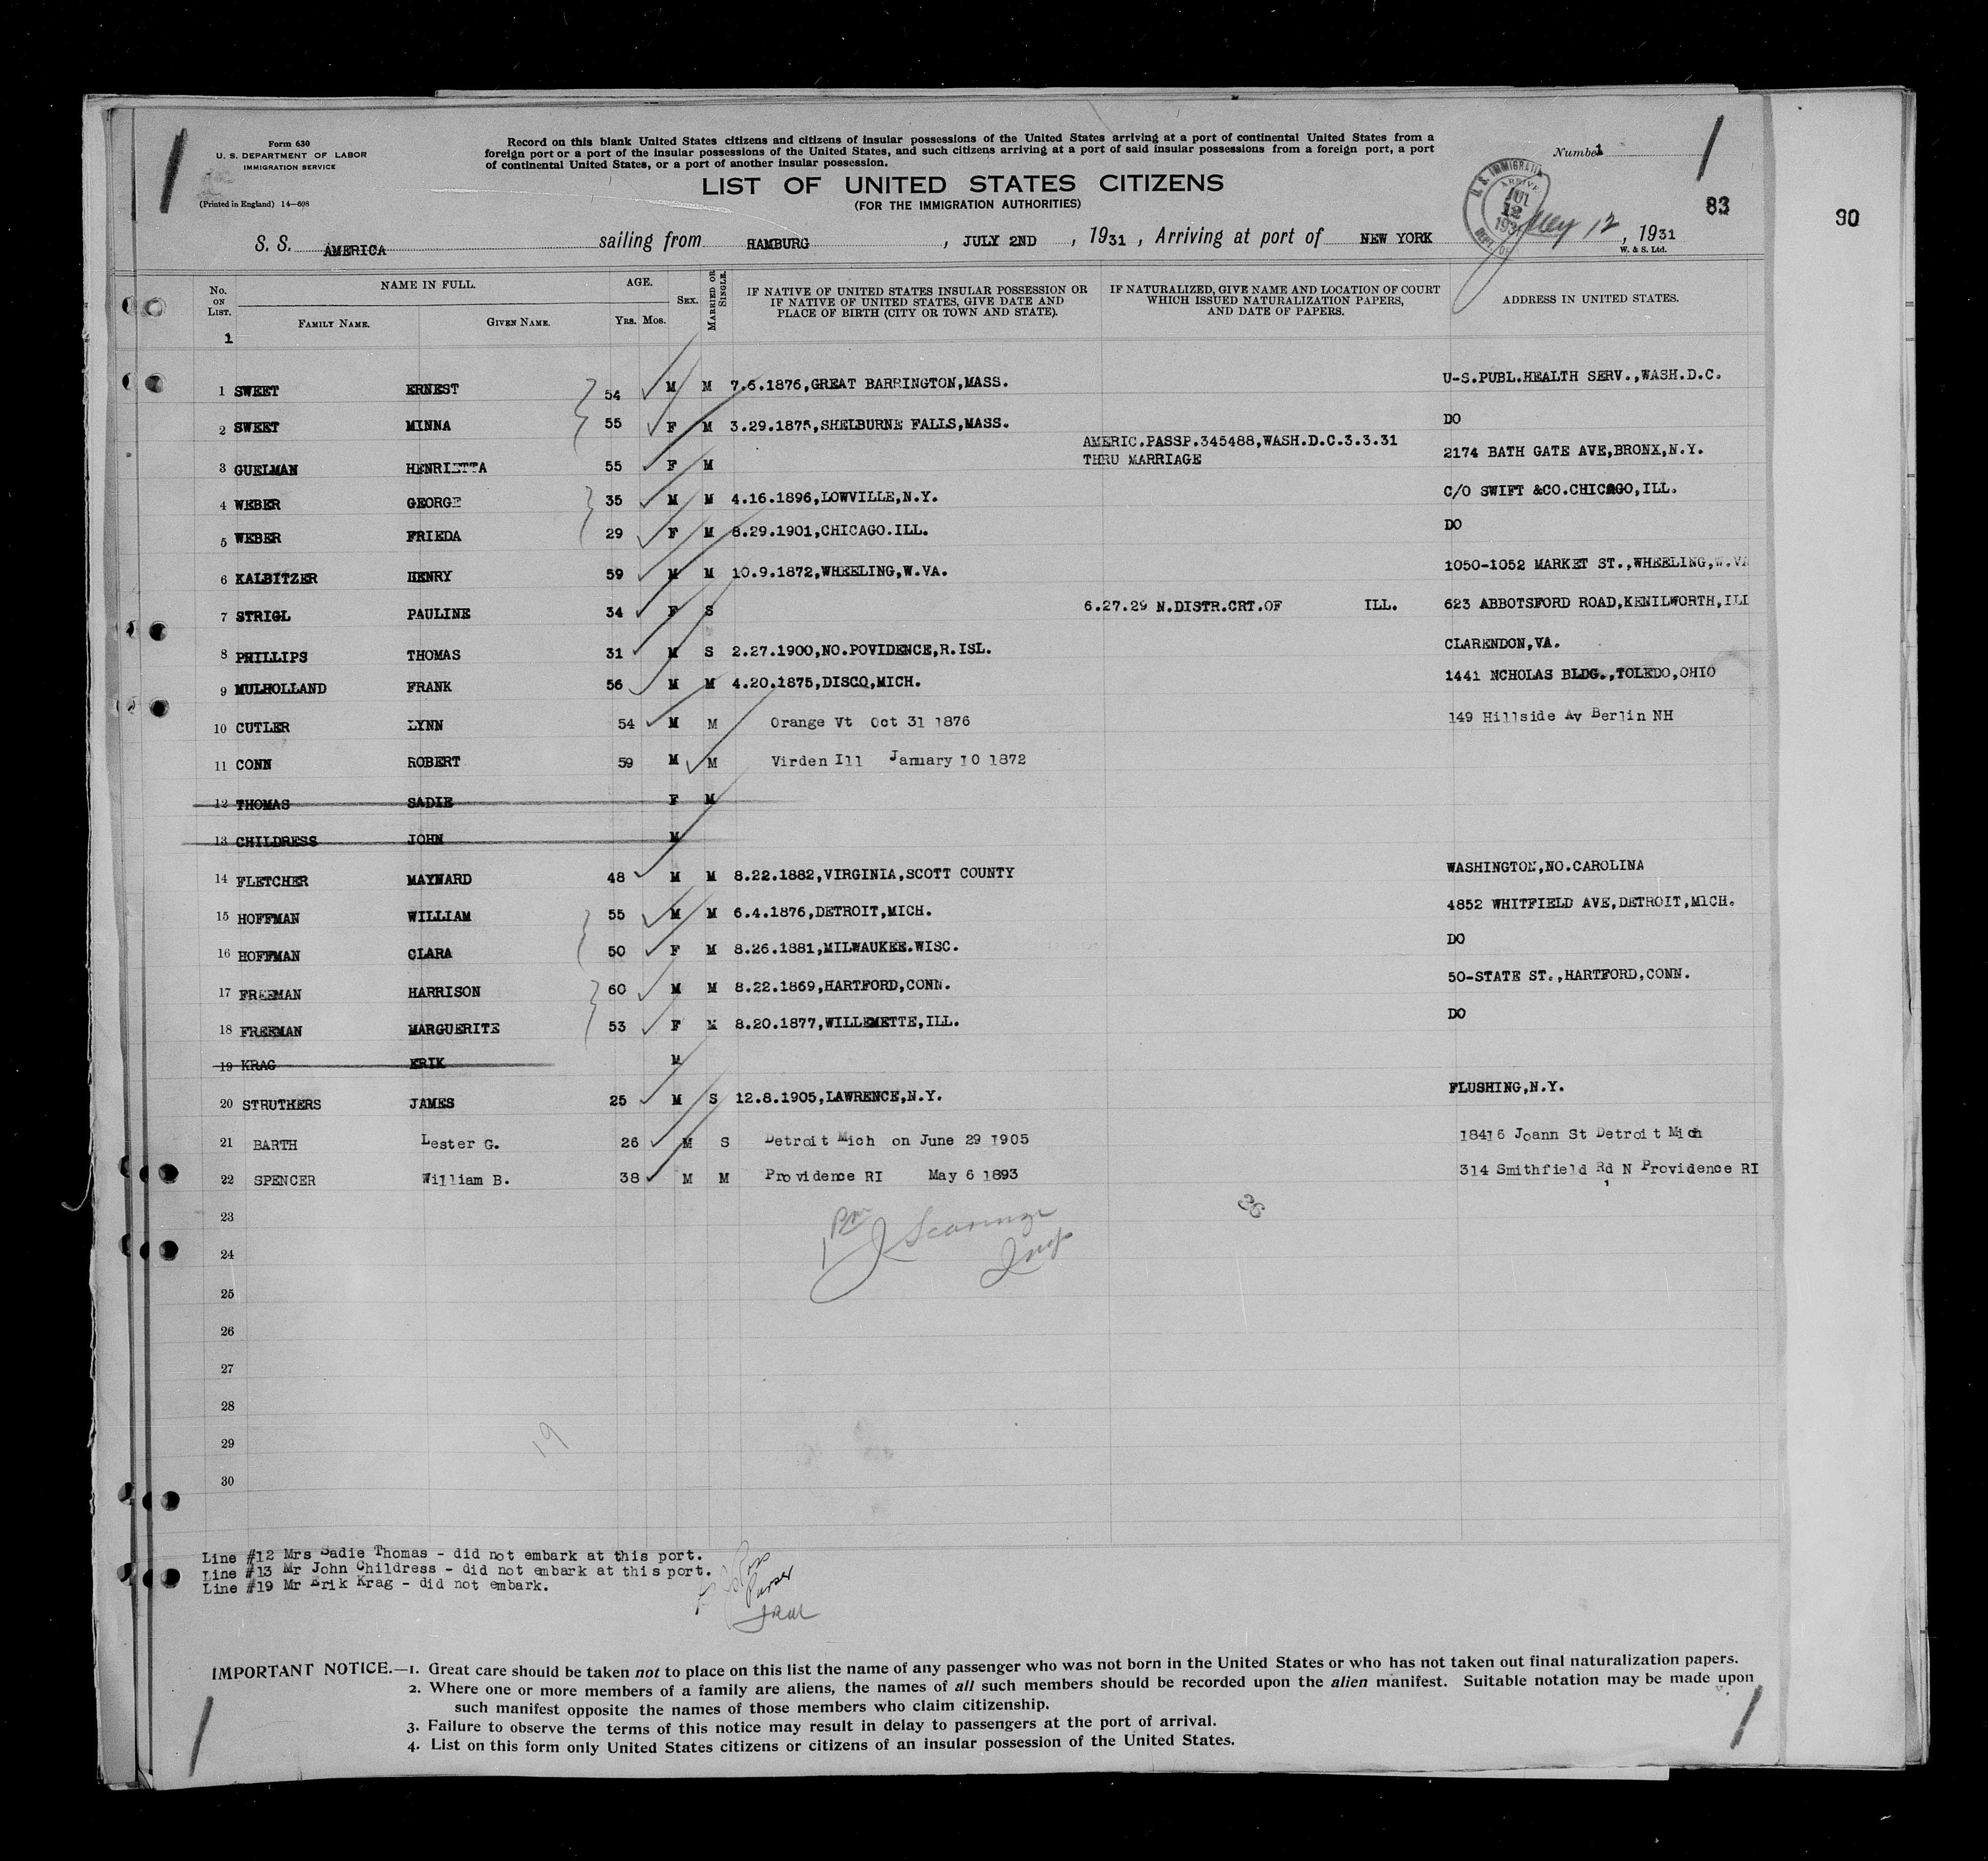 Form 630
U. S. DEPARTMENT OF LABOR
IMMIGRATION SERVICE
(Printed in England) 14—608
Record on this blank United States citizens and citizens of insular possessions of the United States arriving at a port of continental United States from a
foreign port or a port of the insular possessions of the United States, and such citizens arriving at a port of said insular possessions from a foreign port, a port
of continental United States, or a port of another insular possession.
Number 1
LIST OF UNITED STATES CITIZENS
(FOR THE IMMIGRATION AUTHORITIES)
83
30
U. S. IMMIGRATI
ARRIVE
JUL
12
1931
S. S. AMERICA sailing from HAMBURG, JULY 2ND, 1931, Arriving at port of NEW YORK July 12, 1931
W. & S. Ltd.
No. ON LIST.
NAME IN FULL.
FAMILY NAME.
GIVEN NAME.
AGE.
YRS. MOS.
SEX.
MARRIED OR SINGLE.
IF NATIVE OF UNITED STATES INSULAR POSSESSION OR
IF NATIVE OF UNITED STATES, GIVE DATE AND
PLACE OF BIRTH (CITY OR TOWN AND STATE).
IF NATURALIZED, GIVE NAME AND LOCATION OF COURT
WHICH ISSUED NATURALIZATION PAPERS,
AND DATE OF PAPERS.
ADDRESS IN UNITED STATES.
1
1 SWEET ERNEST 54 M M 7.6.1876,GREAT BARRINGTON,MASS. U-S.PUBL.HEALTH SERV.,WASH.D.C.
2 SWEET MINNA 55 F M 3.29.1875,SHELBURNE FALLS,MASS. DO
3 GUELMAN HENRIETTA 55 F M AMERIC.PASSP.345488,WASH.D.C.3.3.31 2174 BATH GATE AVE,BRONX,N.Y.
THRU MARRIAGE
4 WEBER GEORGE 35 M M 4.16.1896,LOWVILLE,N.Y. C/O SWIFT &CO.CHICAGO,ILL.
5 WEBER FRIEDA 29 F M 8.29.1901,CHICAGO.ILL. DO
6 KALBITZER HENRY 59 M M 10.9.1872,WHEELING,W.VA. 1050-1052 MARKET ST.,WHEELING,W.VA
7 STRIGL PAULINE 34 F S 6.27.29 N.DISTR.CRT.OF ILL. 623 ABBOTSFORD ROAD,KENILWORTH,ILL
8 PHILLIPS THOMAS 31 M S 2.27.1900,NO.POVIDENCE,R.ISL. CLARENDON,VA.
9 MULHOLLAND FRANK 56 M M 4.20.1875,DISCO,MICH. 1441 NCHOLAS BLDG.,TOLEDO,OHIO
10 CUTLER LYNN 54 M M Orange Vt Oct 31 1876 149 Hillside Av Berlin NH
11 CONN ROBERT 59 M M Virden Ill January 10 1872
12 THOMAS SADIE F M
13 CHILDRESS JOHN M
14 FLETCHER MAYNARD 48 M M 8.22.1882,VIRGINIA,SCOTT COUNTY WASHINGTON,NO.CAROLINA
15 HOFFMAN WILLIAM 55 M M 6.4.1876,DETROIT,MICH. 4852 WHITFIELD AVE,DETROIT,MICH.
16 HOFFMAN CLARA 50 F M 8.26.1881,MILWAUKEE.WISC. DO
17 FREEMAN HARRISON 60 M M 8.22.1869,HARTFORD,CONN. 50-STATE ST.,HARTFORD,CONN.
18 FREEMAN MARGUERITE 53 F M 8.20.1877,WILLEMETTE,ILL. DO
19 KRAG ERIK M
20 STRUTHERS JAMES 25 M S 12.8.1905,LAWRENCE,N.Y. FLUSHING,N.Y.
21 BARTH Lester G. 26 M S Detroit Mich on June 29 1905 18416 Joann St Detroit Mich
22 SPENCER William B. 38 M M Providence RI May 6 1893 314 Smithfield Rd N Providence RI
23
24
25
26
27
28
29
30
19
Line #12 Mrs Sadie Thomas - did not embark at this port.
Line #13 Mr John Childress - did not embark at this port.
Line #19 Mr Erik Krag - did not embark.
Purser
IMPORTANT NOTICE.—1. Great care should be taken not to place on this list the name of any passenger who was not born in the United States or who has not taken out final naturalization papers.
2. Where one or more members of a family are aliens, the names of all such members should be recorded upon the alien manifest. Suitable notation may be made upon
such manifest opposite the names of those members who claim citizenship.
3. Failure to observe the terms of this notice may result in delay to passengers at the port of arrival.
4. List on this form only United States citizens or citizens of an insular possession of the United States.